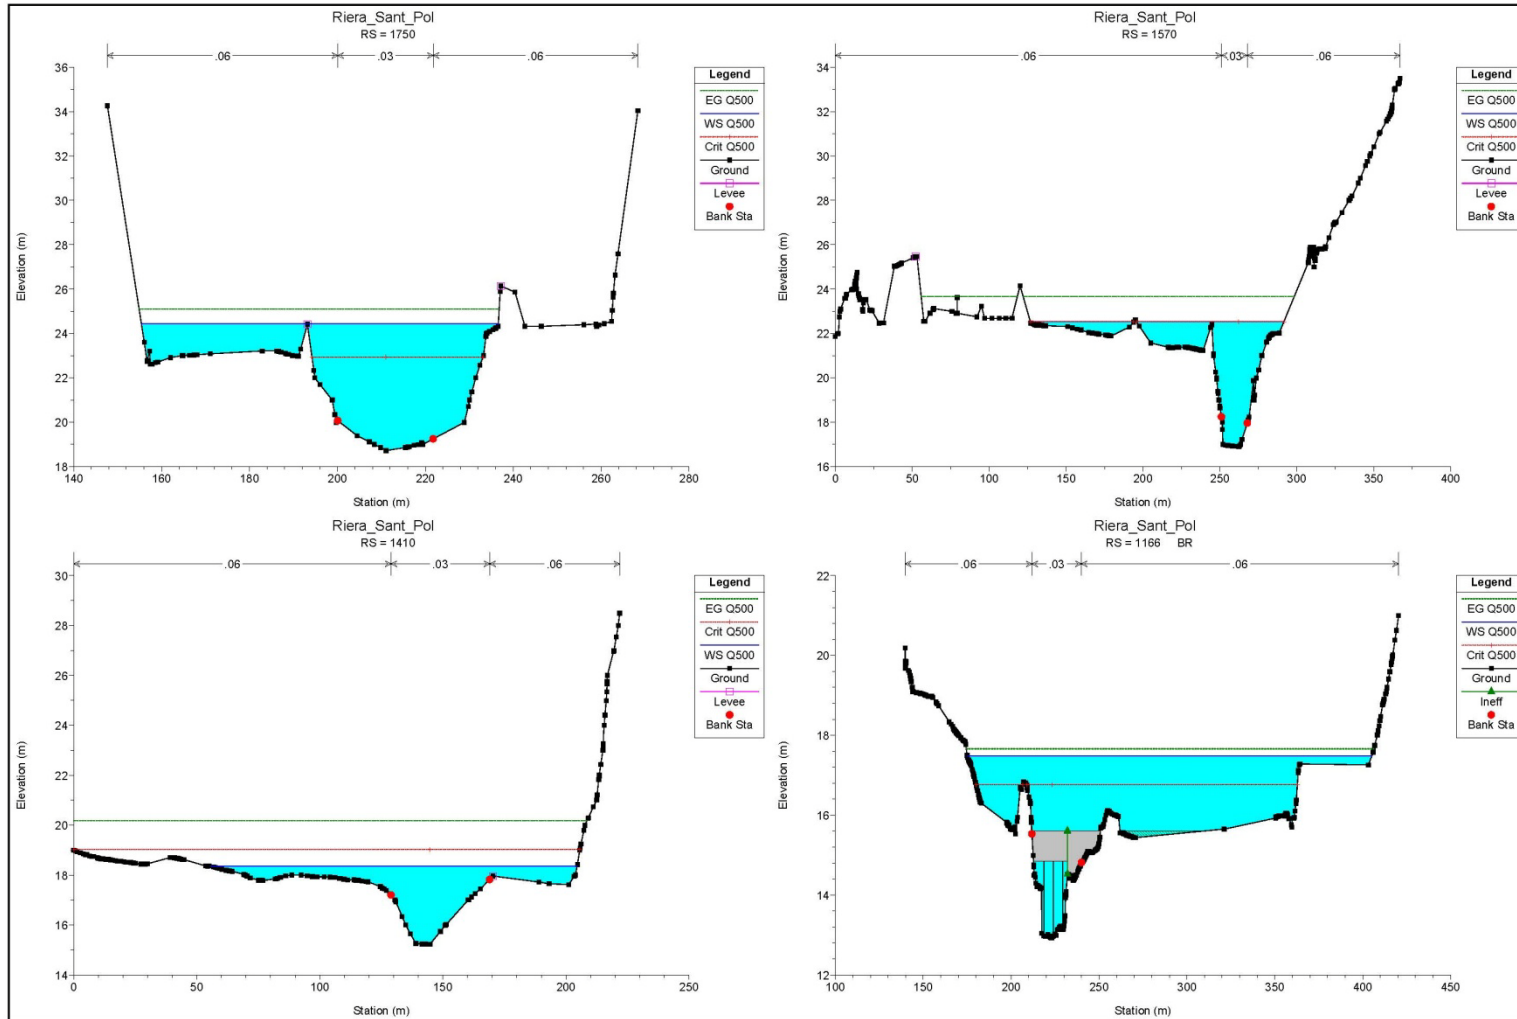 Riera_Sant_Pol
RS = 1750
.06 .03 .06
36
34
32
30
28
26
24
22
20
18
Elevation (m)
140 160 180 200 220 240 260 280
Station (m)
Legend
EG Q500
WS Q500
Crit Q500
Ground
Levee
Bank Sta
Riera_Sant_Pol
RS = 1570
.06 .03 .06
34
32
30
28
26
24
22
20
18
16
Elevation (m)
0 50 100 150 200 250 300 350 400
Station (m)
Legend
EG Q500
WS Q500
Crit Q500
Ground
Levee
Bank Sta
Riera_Sant_Pol
RS = 1410
.06 .03 .06
30
28
26
24
22
20
18
16
14
Elevation (m)
0 50 100 150 200 250
Station (m)
Legend
EG Q500
Crit Q500
WS Q500
Ground
Levee
Bank Sta
Riera_Sant_Pol
RS = 1166 BR
.06 .03 .06
22
20
18
16
14
12
Elevation (m)
100 150 200 250 300 350 400 450
Station (m)
Legend
EG Q500
WS Q500
Crit Q500
Ground
Ineff
Bank Sta